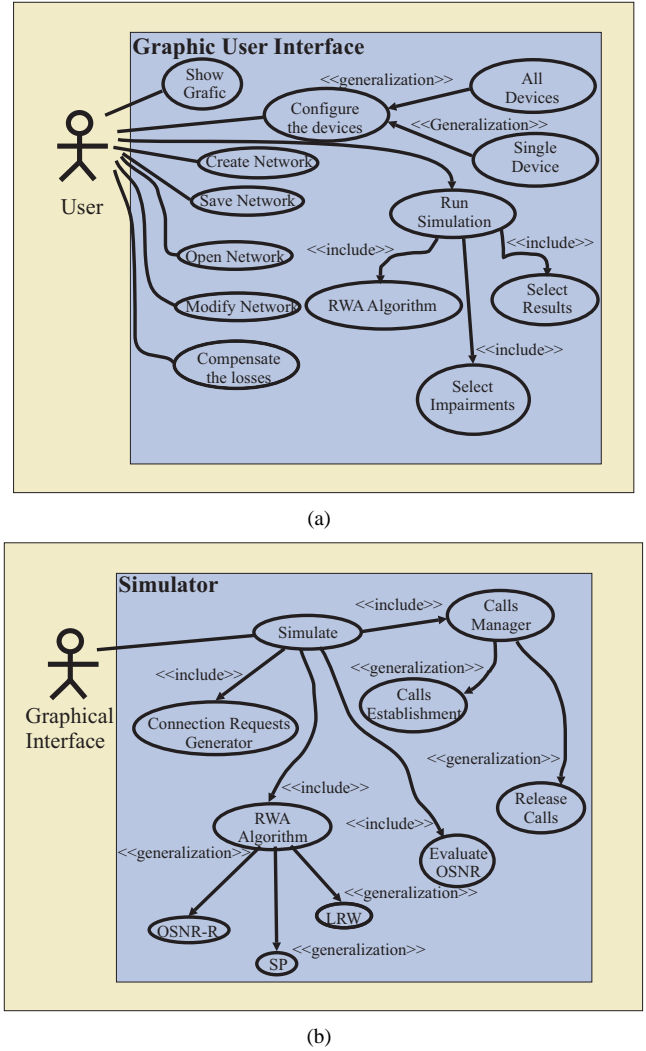 Graphic User Interface
Show
Grafic
<<generalization>>
All
Devices
Configure
the devices
<<Generalization>>
Single
Device
Create Network
User
Save Network
Run
Simulation
<<include>>
<<include>>
Open Network
Select
Results
RWA Algorithm
Modify Network
<<include>>
Compensate
the losses
Select
Impairments
(a)
Simulator
<<include>>
Calls
Manager
Simulate
<<generalization>>
<<include>>
Calls
Establishment
Graphical
Interface
Connection Requests
Generator
<<generalization>>
<<include>>
Release
Calls
RWA
Algorithm
<<include>>
<<generalization>>
Evaluate
OSNR
<<generalization>>
LRW
OSNR-R
<<generalization>>
SP
(b)